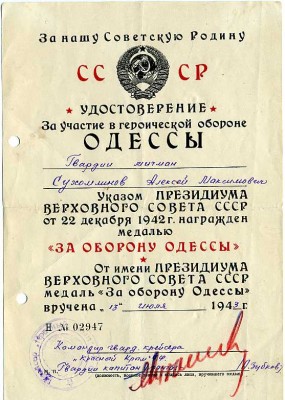 За нашу Советскую Родину
СС СР
УДОСТОВЕРЕНИЕ
За участие в героической обороне
ОДЕССЫ
Гвардии мичман
Сухомлинов Алексей Максимович
Указом ПРЕЗИДИУМА
ВЕРХОВНОГО СОВЕТА СССР
от 22 декабря 1942 г. награжден
медалью
«ЗА ОБОРОНУ ОДЕССЫ»
От имени ПРЕЗИДИУМА
ВЕРХОВНОГО СОВЕТА СССР
медаль «За оборону Одессы»
вручена „15" июля 1943 г.
Н № 02947
Командир гвард. крейсера
"Красный Крым"
Гвардии капитан
М.П. (Зубков)